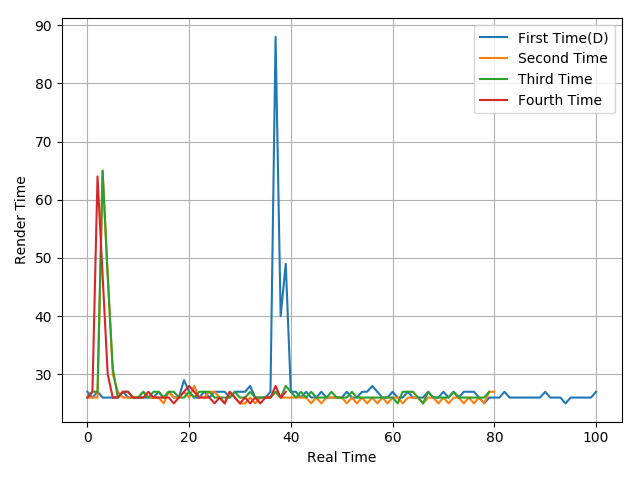 90
80
70
60
50
40
30
0
20
40
60
80
100
Render Time
Real Time
First Time(D)
Second Time
Third Time
Fourth Time